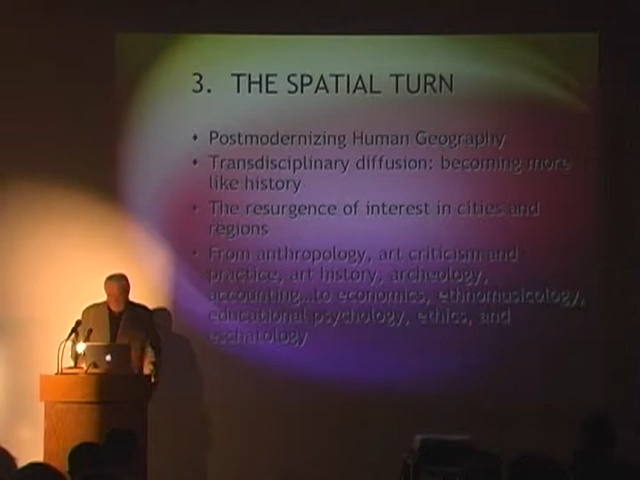 3. THE SPATIAL TURN
• Postmodernizing Human Geography
• Transdisciplinary diffusion: becoming more
like history
• The resurgence of interest in cities and
regions
• From anthropology, art criticism and
practice, art history, archeology,
accounting…to economics, ethnomusicology,
educational psychology, ethics, and
eschatology